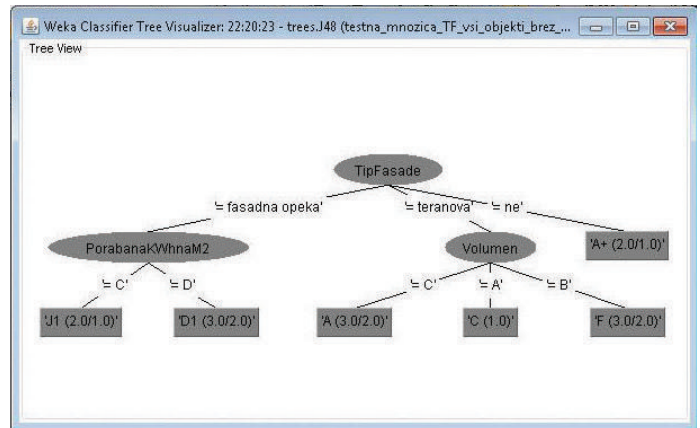 Weka Classifier Tree Visualizer: 22:20:23 - trees.J48 (testna_mnozica_TF_vsi_objekti_brez_...
Tree View
TipFasade
'= fasadna opeka'
'= teranova'
'= ne'
PorabanaKWhnaM2
Volumen
'A+ (2.0/1.0)'
'= C'
'= D'
'= C'
'= A'
'= B'
'J1 (2.0/1.0)'
'D1 (3.0/2.0)'
'A (3.0/2.0)'
'C (1.0)'
'F (3.0/2.0)'